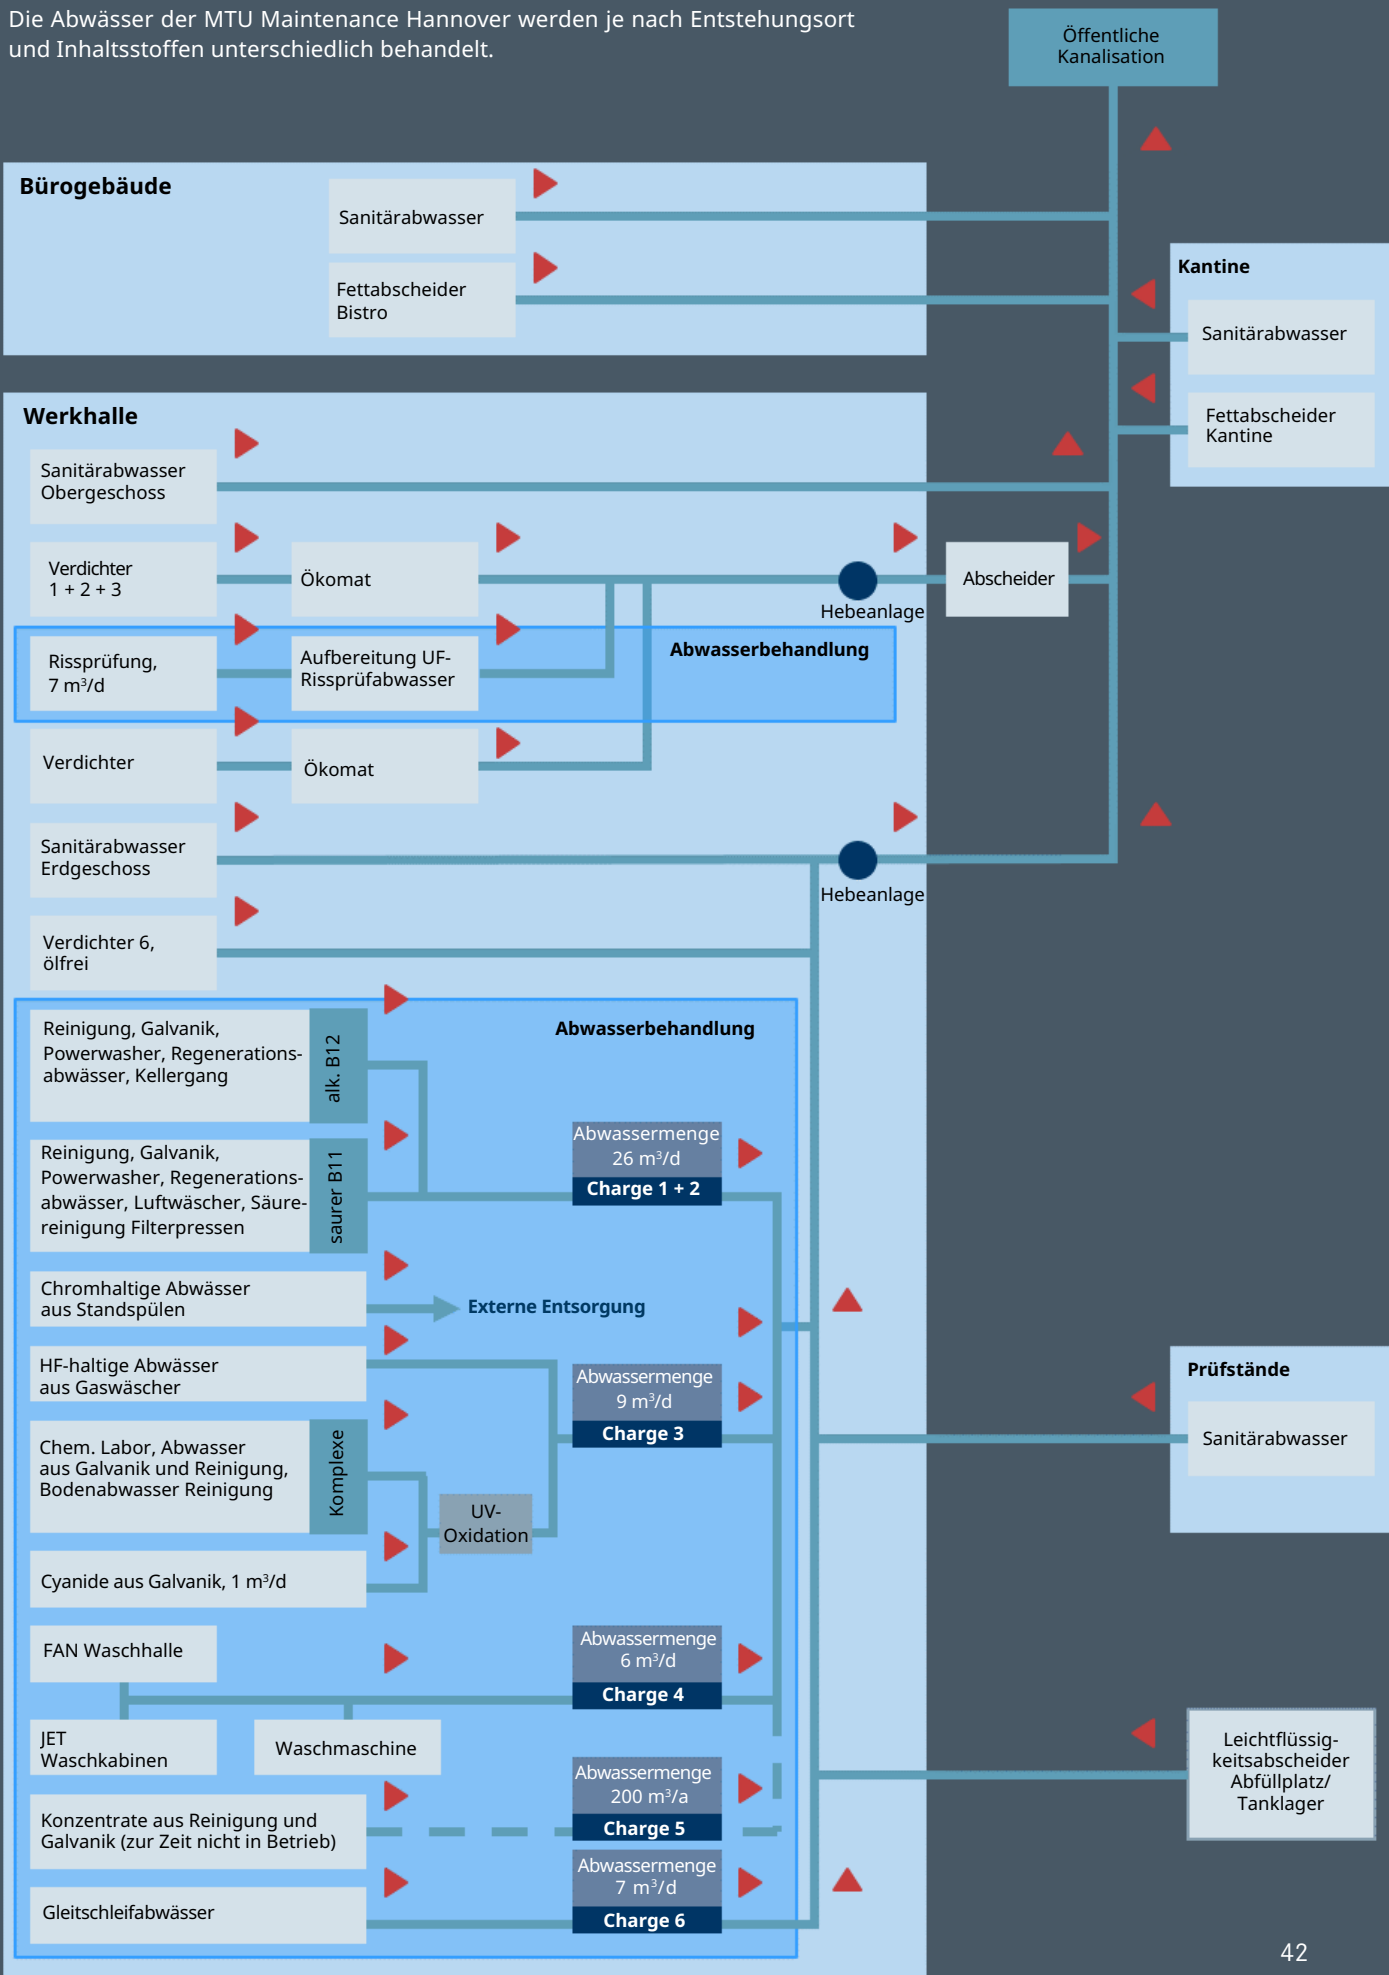 Die Abwässer der MTU Maintenance Hannover werden je nach Entstehungsort
und Inhaltsstoffen unterschiedlich behandelt.
Öffentliche
Kanalisation
Bürogebäude
Sanitärabwasser
Fettabscheider
Bistro
Kantine
Sanitärabwasser
Fettabscheider
Kantine
Werkhalle
Sanitärabwasser
Obergeschoss
Verdichter
1 + 2 + 3
Ökomat
Hebeanlage
Abscheider
Rissprüfung,
7 m³/d
Aufbereitung UF-
Rissprüfabwasser
Abwasserbehandlung
Verdichter
Ökomat
Sanitärabwasser
Erdgeschoss
Hebeanlage
Verdichter 6,
ölfrei
Abwasserbehandlung
Reinigung, Galvanik,
Powerwasher, Regenerations-
abwässer, Kellergang
alk. B12
Reinigung, Galvanik,
Powerwasher, Regenerations-
abwässer, Luftwäscher, Säure-
reinigung Filterpressen
saurer B11
Abwassermenge
26 m³/d
Charge 1 + 2
Chromhaltige Abwässer
aus Standspülen
Externe Entsorgung
HF-haltige Abwässer
aus Gaswäscher
Abwassermenge
9 m³/d
Charge 3
Chem. Labor, Abwasser
aus Galvanik und Reinigung,
Bodenabwasser Reinigung
Komplexe
UV-
Oxidation
Cyanide aus Galvanik, 1 m³/d
Prüfstände
Sanitärabwasser
FAN Waschhalle
Abwassermenge
6 m³/d
Charge 4
JET
Waschkabinen
Waschmaschine
Leichtflüssig-
keitsabscheider
Abfüllplatz/
Tanklager
Konzentrate aus Reinigung und
Galvanik (zur Zeit nicht in Betrieb)
Abwassermenge
200 m³/a
Charge 5
Gleitschleifabwässer
Abwassermenge
7 m³/d
Charge 6
42